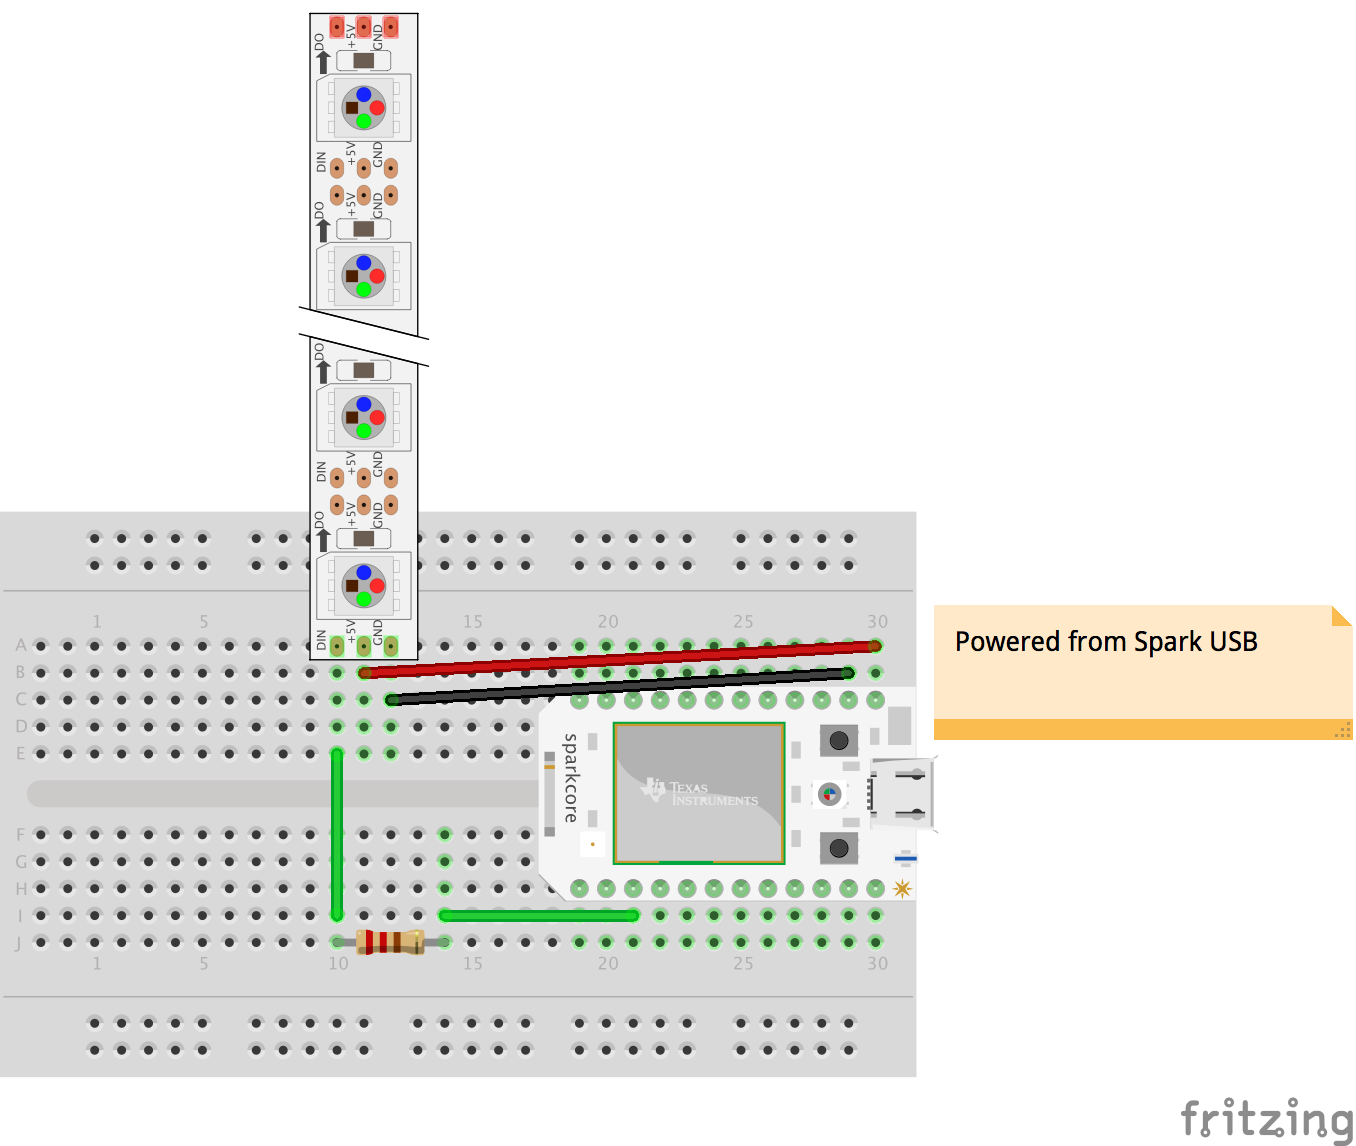 DO +5V GND
DIN +5V GND
DO +5V GND
DO
DIN +5V GND
DO +5V GND
DIN +5V GND
1 5 15 20 25 30
A
B
C
D
E
F
G
H
I
J
sparkcore
TEXAS
INSTRUMENTS
1 5 10 15 20 25 30
Powered from Spark USB
fritzing